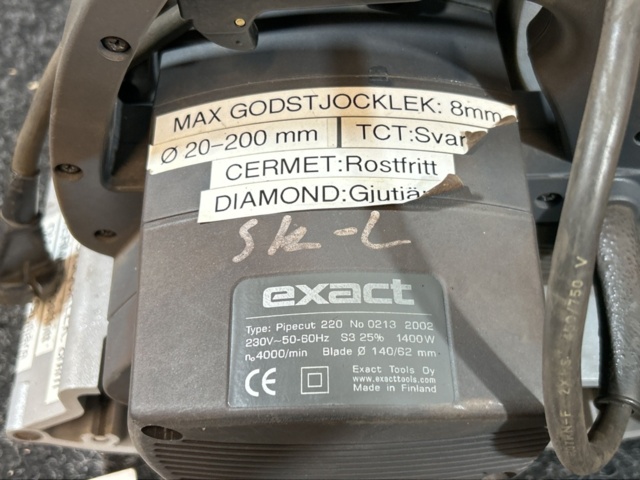 MAX GODSTJOCKLEK: 8mm
Ø 20-200 mm TCT:Svar
CERMET:Rostfritt
DIAMOND:Gjutjä
Sk-L
exact
Type: Pipecut 220 No 0213 2002
230V~50-60Hz S3 25% 1400W
n₀4000/min Blade Ø 140/62 mm
CE Exact Tools Oy
www.exacttools.com
Made in Finland
750 V